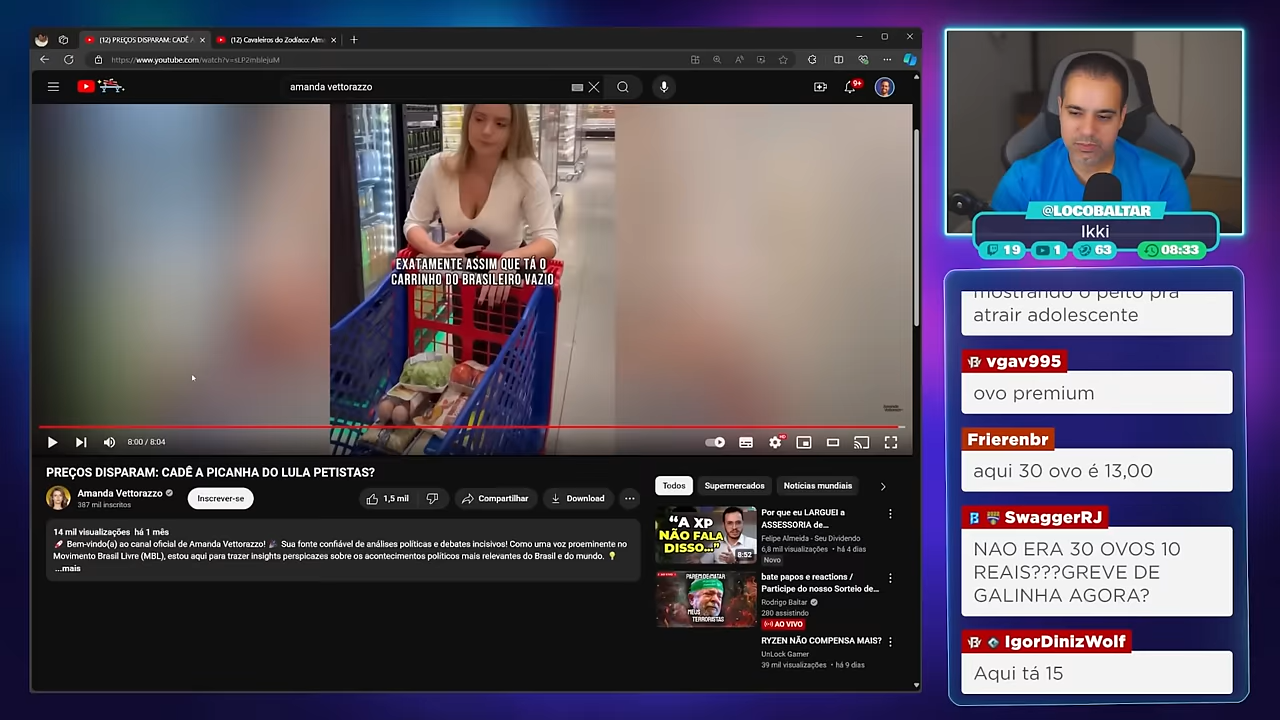 (12) PREÇOS DISPARAM: CADÊ A
(12) Cavaleiros do Zodíaco: Alm
https://www.youtube.com/watch?v=sLP2mblejuM
amanda vettorazzo
9+
EXATAMENTE ASSIM QUE TÁ O
CARRINHO DO BRASILEIRO VAZIO
8:00 / 8:04
PREÇOS DISPARAM: CADÊ A PICANHA DO LULA PETISTAS?
Amanda Vettorazzo
387 mil inscritos
Inscrever-se
1,5 mil
Compartilhar
Download
14 mil visualizações há 1 mês
Bem-vindo(a) ao canal oficial de Amanda Vettorazzo! Sua fonte confiável de análises políticas e debates incisivos! Como uma voz proeminente no
Movimento Brasil Livre (MBL), estou aqui para trazer insights perspicazes sobre os acontecimentos políticos mais relevantes do Brasil e do mundo.
...mais
Todos
Supermercados
Notícias mundiais
"A XP
NÃO FALA
DISSO..."
8:52
Por que eu LARGUEI a
ASSESSORIA de...
Felipe Almeida - Seu Dividendo
6,8 mil visualizações • há 4 dias
Novo
PAREM DE MATAR
MEUS
TERRORISTAS
bate papos e reactions /
Participe do nosso Sorteio de...
Rodrigo Baltar
280 assistindo
AO VIVO
RYZEN NÃO COMPENSA MAIS?
UnLock Gamer
39 mil visualizações • há 9 dias
@LOCOBALTAR
Ikki
19
1
63
08:33
mostrando o peito pra
atrair adolescente
vgav995
ovo premium
Frierenbr
aqui 30 ovo é 13,00
SwaggerRJ
NAO ERA 30 OVOS 10
REAIS???GREVE DE
GALINHA AGORA?
IgorDinizWolf
Aqui tá 15